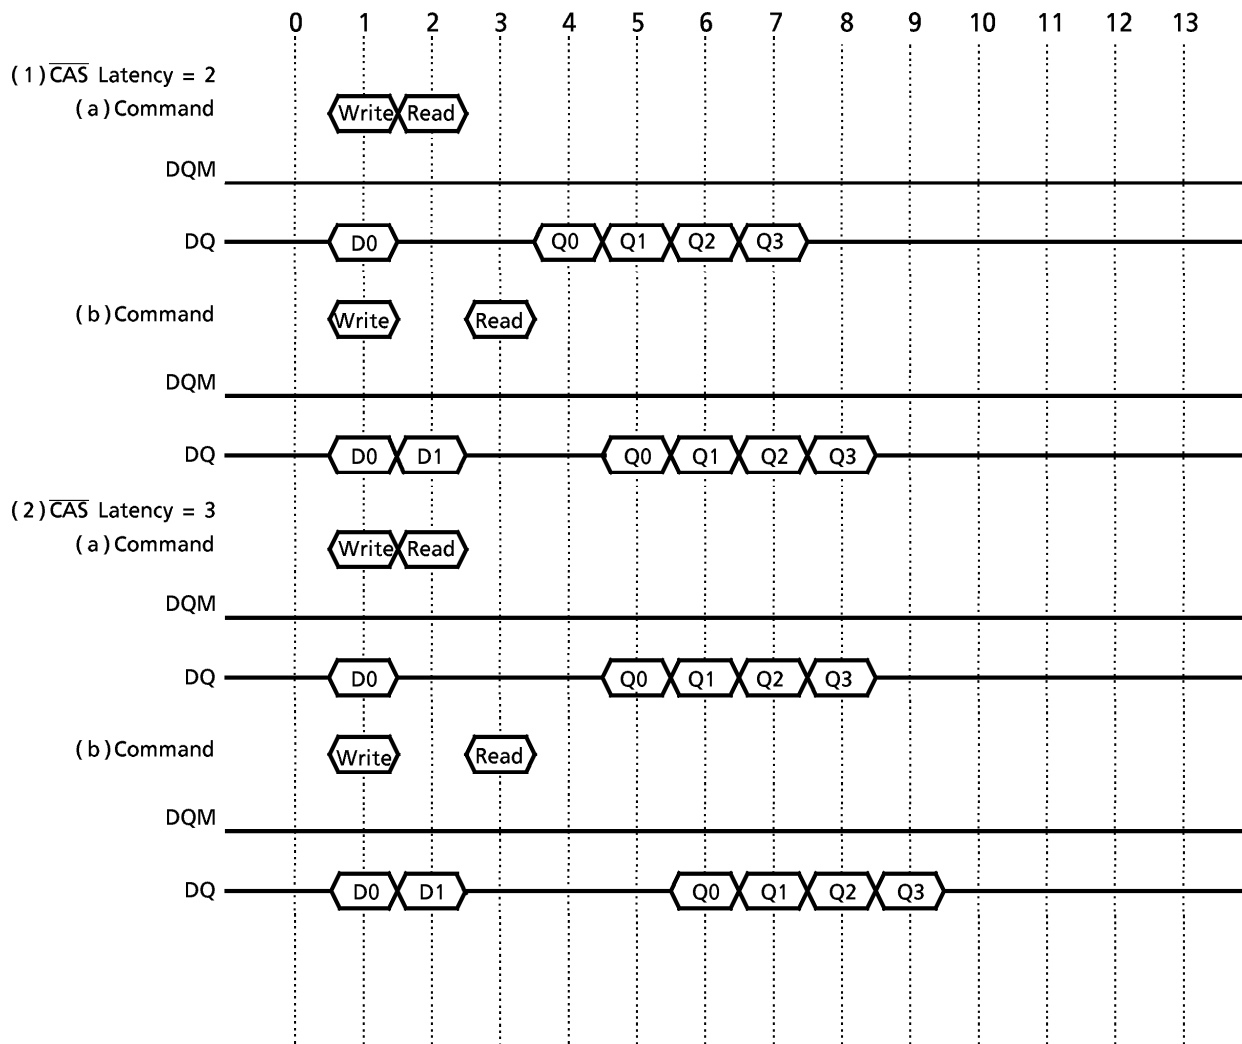 0 1 2 3 4 5 6 7 8 9 10 11 12 13
(1) CAS Latency = 2
(a) Command Write Read
DQM
DQ D0 Q0 Q1 Q2 Q3
(b) Command Write Read
DQM
DQ D0 D1 Q0 Q1 Q2 Q3
(2) CAS Latency = 3
(a) Command Write Read
DQM
DQ D0 Q0 Q1 Q2 Q3
(b) Command Write Read
DQM
DQ D0 D1 Q0 Q1 Q2 Q3